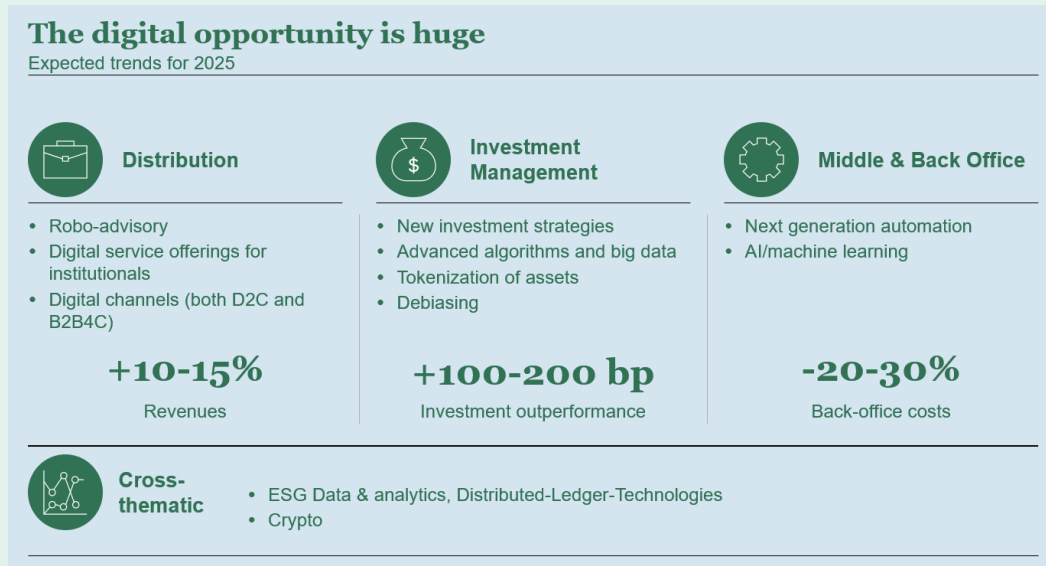 The digital opportunity is huge
Expected trends for 2025
Distribution
• Robo-advisory
• Digital service offerings for
institutionals
• Digital channels (both D2C and
B2B4C)
+10-15%
Revenues
$
Investment
Management
• New investment strategies
• Advanced algorithms and big data
• Tokenization of assets
• Debiasing
+100-200 bp
Investment outperformance
Middle & Back Office
• Next generation automation
• AI/machine learning
-20-30%
Back-office costs
Cross-
thematic
• ESG Data & analytics, Distributed-Ledger-Technologies
• Crypto